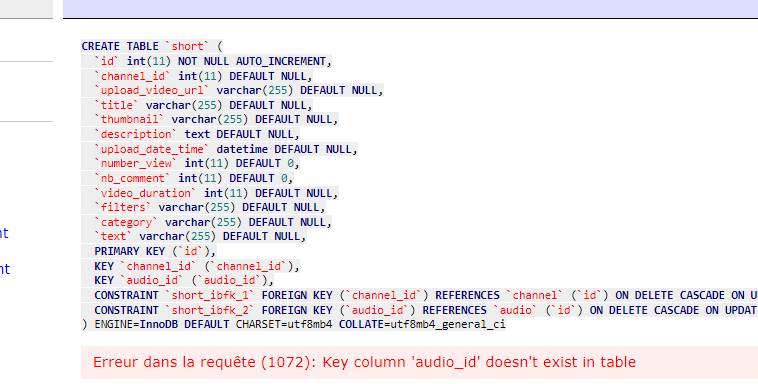 CREATE TABLE `short` (
`id` int(11) NOT NULL AUTO_INCREMENT,
`channel_id` int(11) DEFAULT NULL,
`upload_video_url` varchar(255) DEFAULT NULL,
`title` varchar(255) DEFAULT NULL,
`thumbnail` varchar(255) DEFAULT NULL,
`description` text DEFAULT NULL,
`upload_date_time` datetime DEFAULT NULL,
`number_view` int(11) DEFAULT 0,
`nb_comment` int(11) DEFAULT 0,
`video_duration` int(11) DEFAULT NULL,
`filters` varchar(255) DEFAULT NULL,
`category` varchar(255) DEFAULT NULL,
`text` varchar(255) DEFAULT NULL,
PRIMARY KEY (`id`),
KEY `channel_id` (`channel_id`),
KEY `audio_id` (`audio_id`),
CONSTRAINT `short_ibfk_1` FOREIGN KEY (`channel_id`) REFERENCES `channel` (`id`) ON DELETE CASCADE ON U
CONSTRAINT `short_ibfk_2` FOREIGN KEY (`audio_id`) REFERENCES `audio` (`id`) ON DELETE CASCADE ON UPDAT
) ENGINE=InnoDB DEFAULT CHARSET=utf8mb4 COLLATE=utf8mb4_general_ci
Erreur dans la requête (1072): Key column 'audio_id' doesn't exist in table
nt
nt